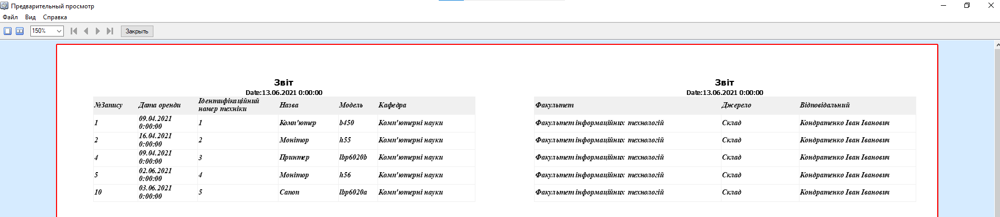 Предварительный просмотр
Файл Вид Справка
150% Закрыть
Звіт
Date:13.06.2021 0:00:00
№Запису Дата оренди Ідентифікаційний номер техніки Назва Модель Кафедра
1 09.04.2021 0:00:00 1 Комп'ютер b450 Комп'ютерні науки
2 16.04.2021 0:00:00 2 Монітор h55 Комп'ютерні науки
4 09.04.2021 0:00:00 3 Принтер lbp6020b Комп'ютерні науки
5 02.06.2021 0:00:00 4 Монітор h56 Комп'ютерні науки
10 03.06.2021 0:00:00 5 Canon lbp6020a Комп'ютерні науки
Звіт
Date:13.06.2021 0:00:00
Факультет Джерело Відповідальний
Факультет інформаційних технологій Склад Кондратенко Іван Іванович
Факультет інформаційних технологій Склад Кондратенко Іван Іванович
Факультет інформаційних технологій Склад Кондратенко Іван Іванович
Факультет інформаційних технологій Склад Кондратенко Іван Іванович
Факультет інформаційних технологій Склад Кондратенко Іван Іванович